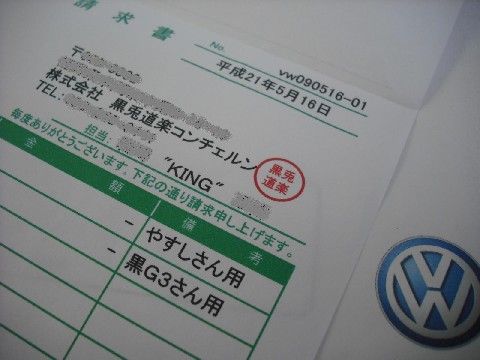 請求書
No. vw090516-01
平成21年5月16日
〒
株式会社 黒兎道楽コンチェルン
TEL:
担当: "KING"
黒兎
道楽
毎度ありがとうございます。下記の通り請求申し上げます。
金額 備考
- やすしさん用
- 黒G3さん用
VW